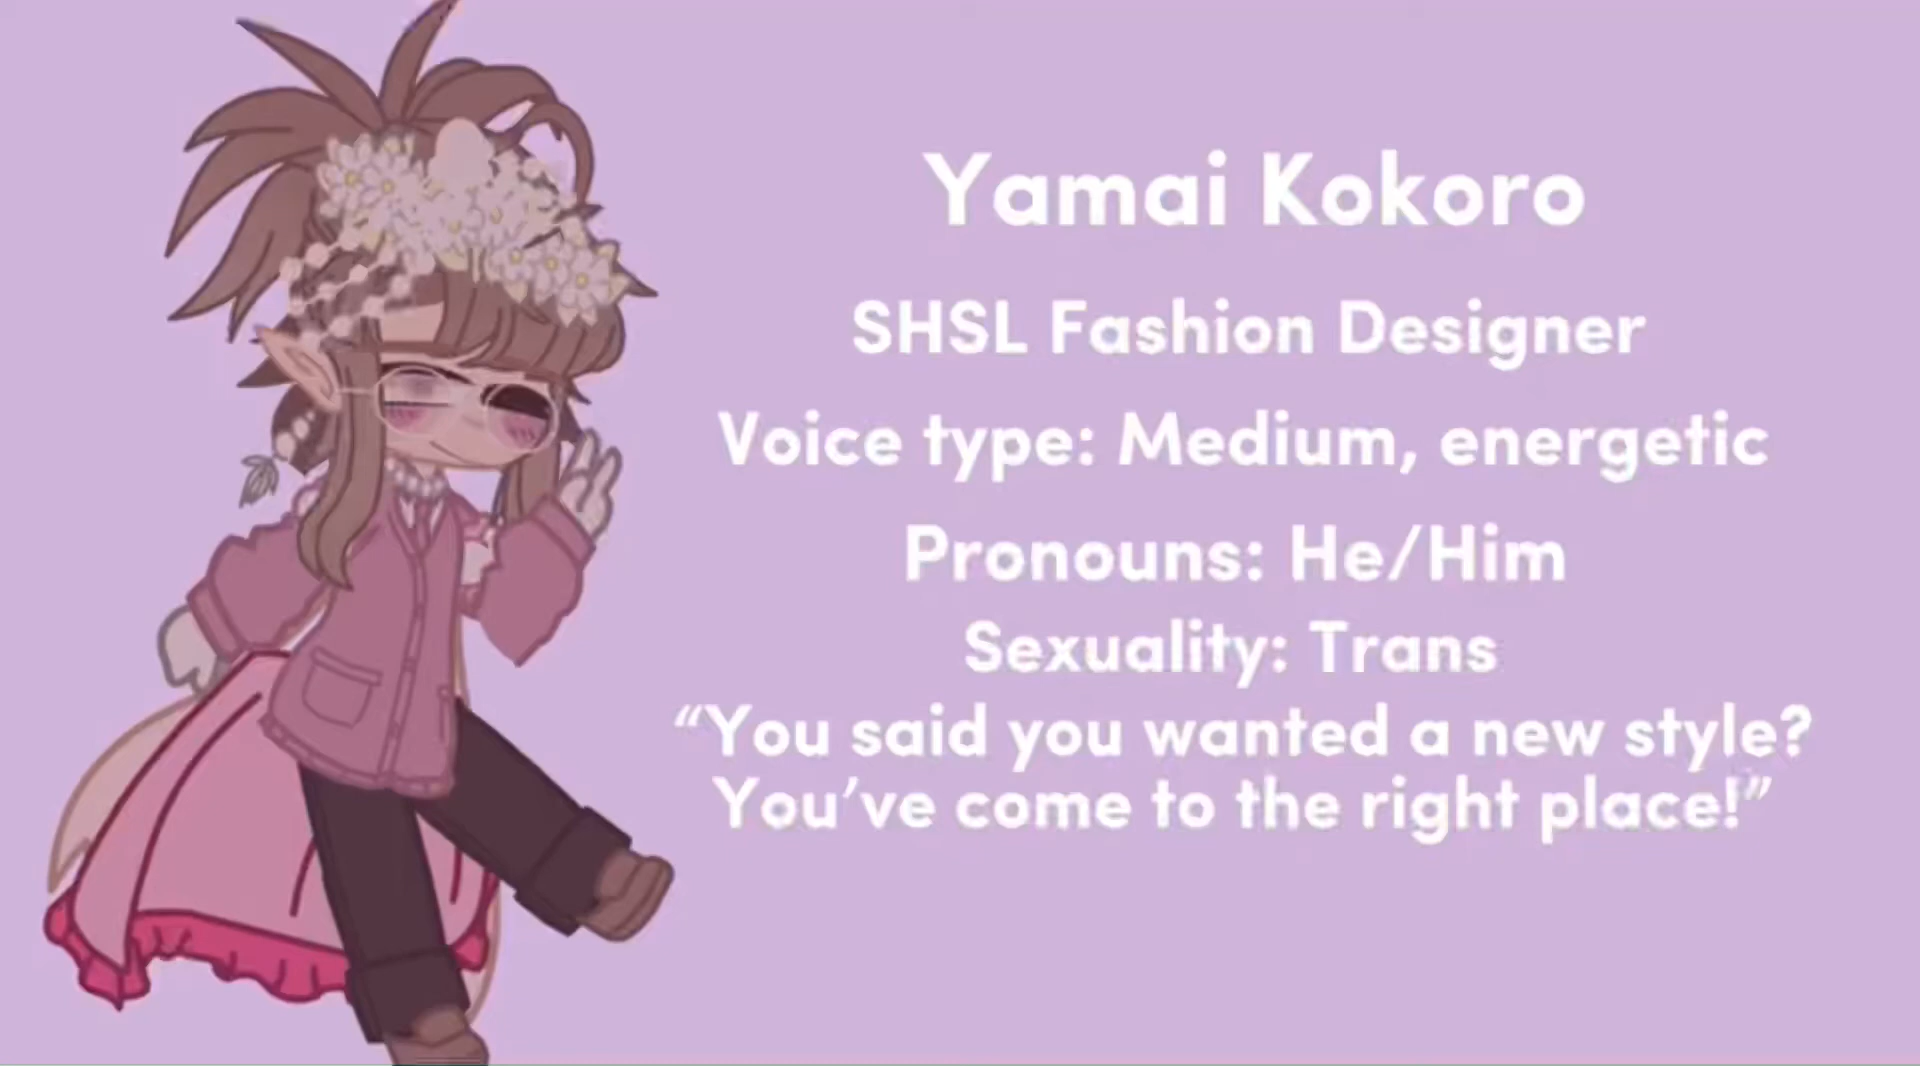 Yamai Kokoro
SHSL Fashion Designer
Voice type: Medium, energetic
Pronouns: He/Him
Sexuality: Trans
“You said you wanted a new style?
You’ve come to the right place!”